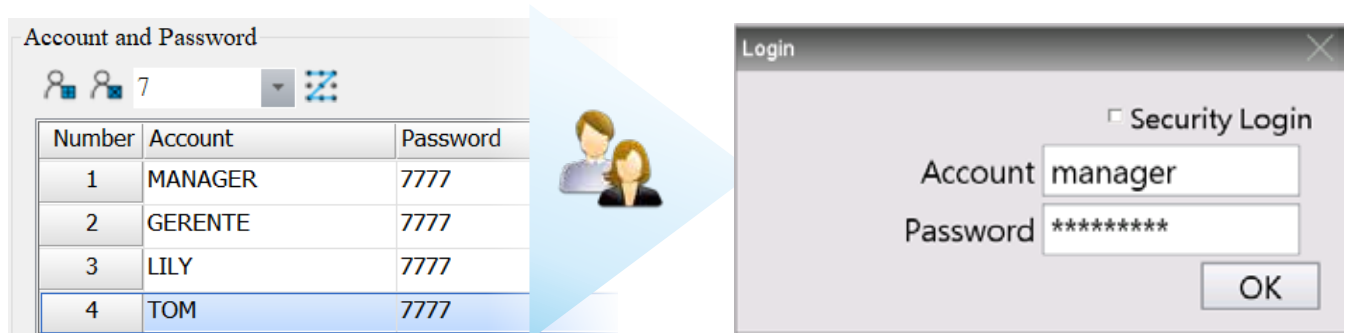 Account and Password
7
Number Account Password
1 MANAGER 7777
2 GERENTE 7777
3 LILY 7777
4 TOM 7777
Login
Security Login
Account manager
Password *********
OK